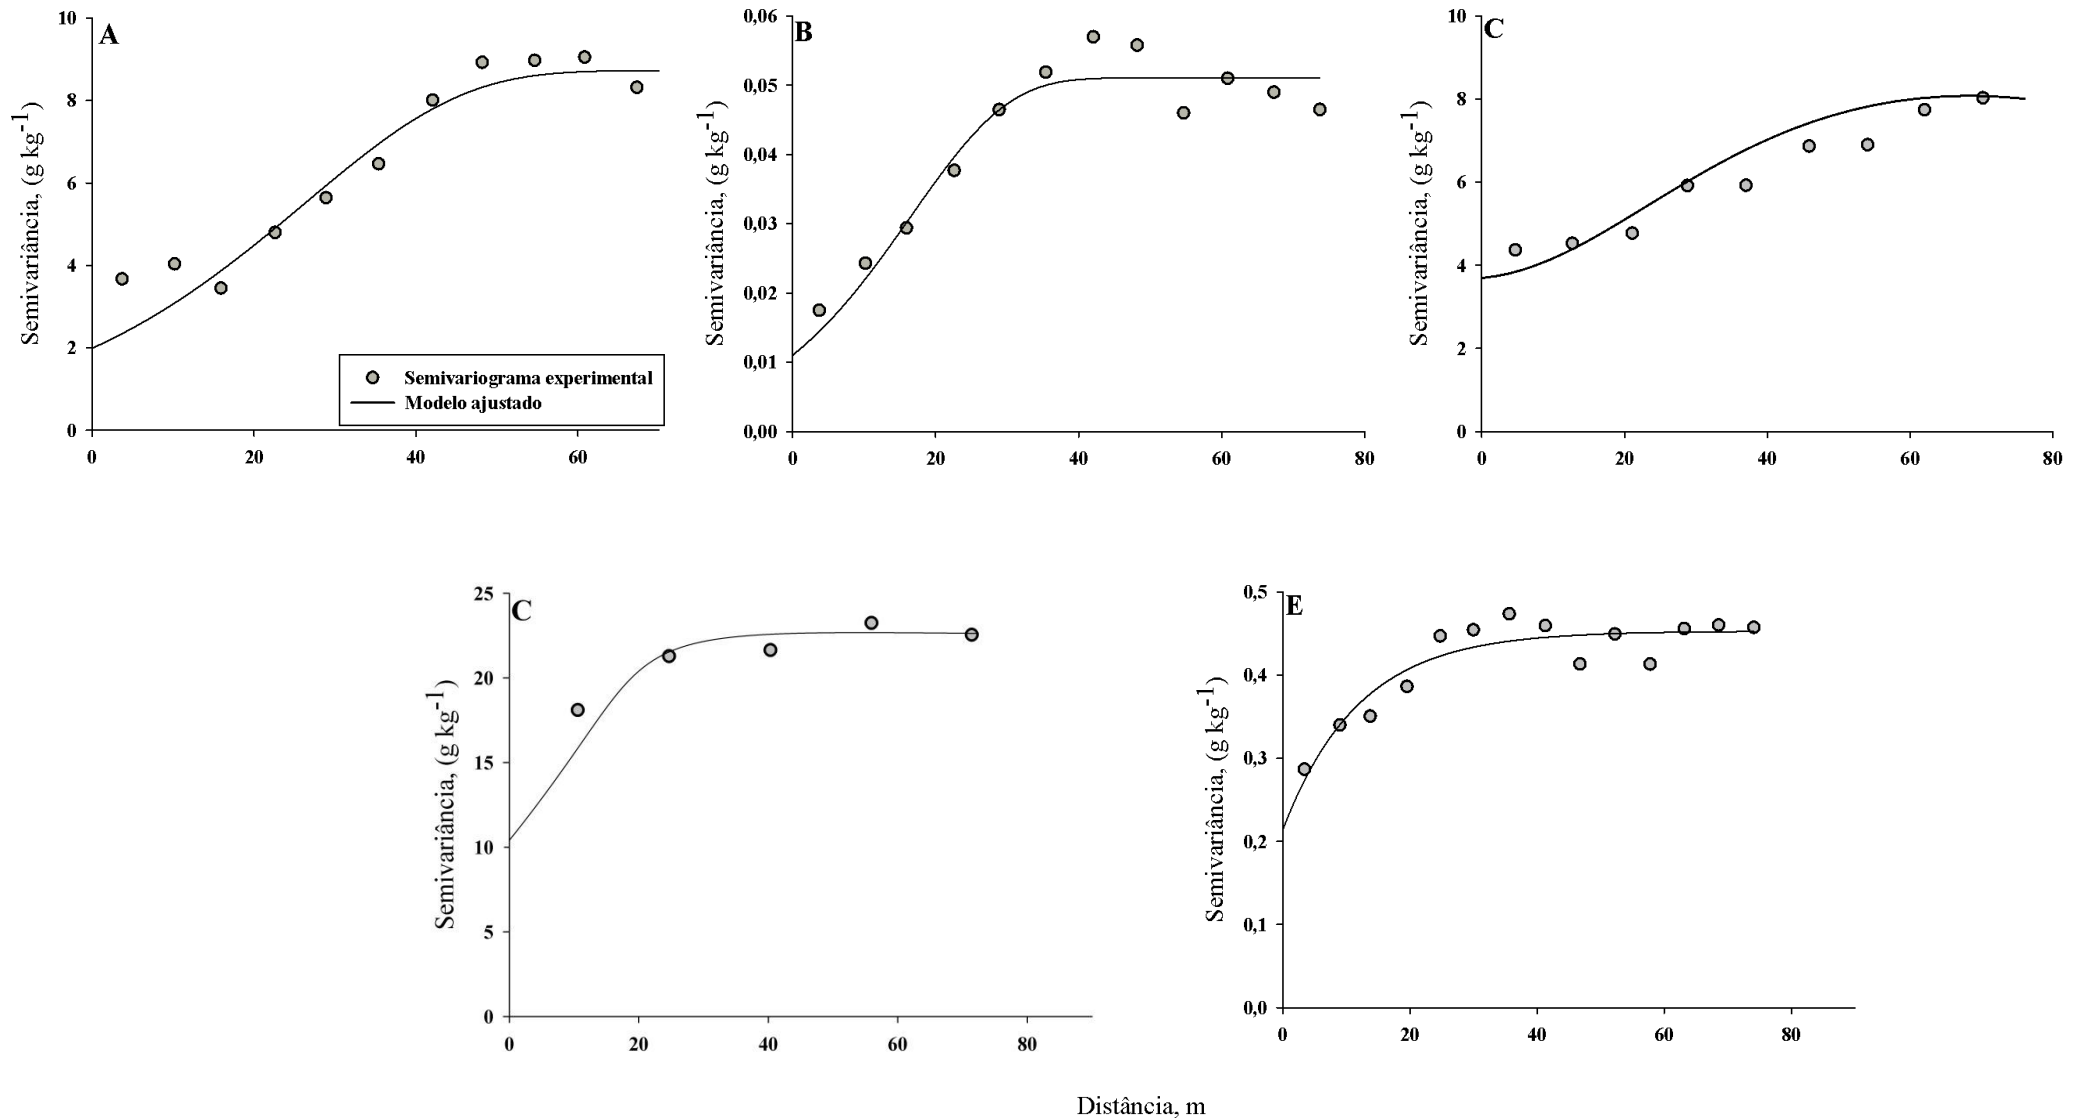 A
Semivariância, (g kg-1)
10
8
6
4
2
0
0 20 40 60
Semivariograma experimental
Modelo ajustado
B
Semivariância, (g kg-1)
0,06
0,05
0,04
0,03
0,02
0,01
0,00
0 20 40 60 80
C
Semivariância, (g kg-1)
10
8
6
4
2
0
0 20 40 60 80
C
Semivariância, (g kg-1)
25
20
15
10
5
0
0 20 40 60 80
E
Semivariância, (g kg-1)
0,5
0,4
0,3
0,2
0,1
0,0
0 20 40 60 80
Distância, m